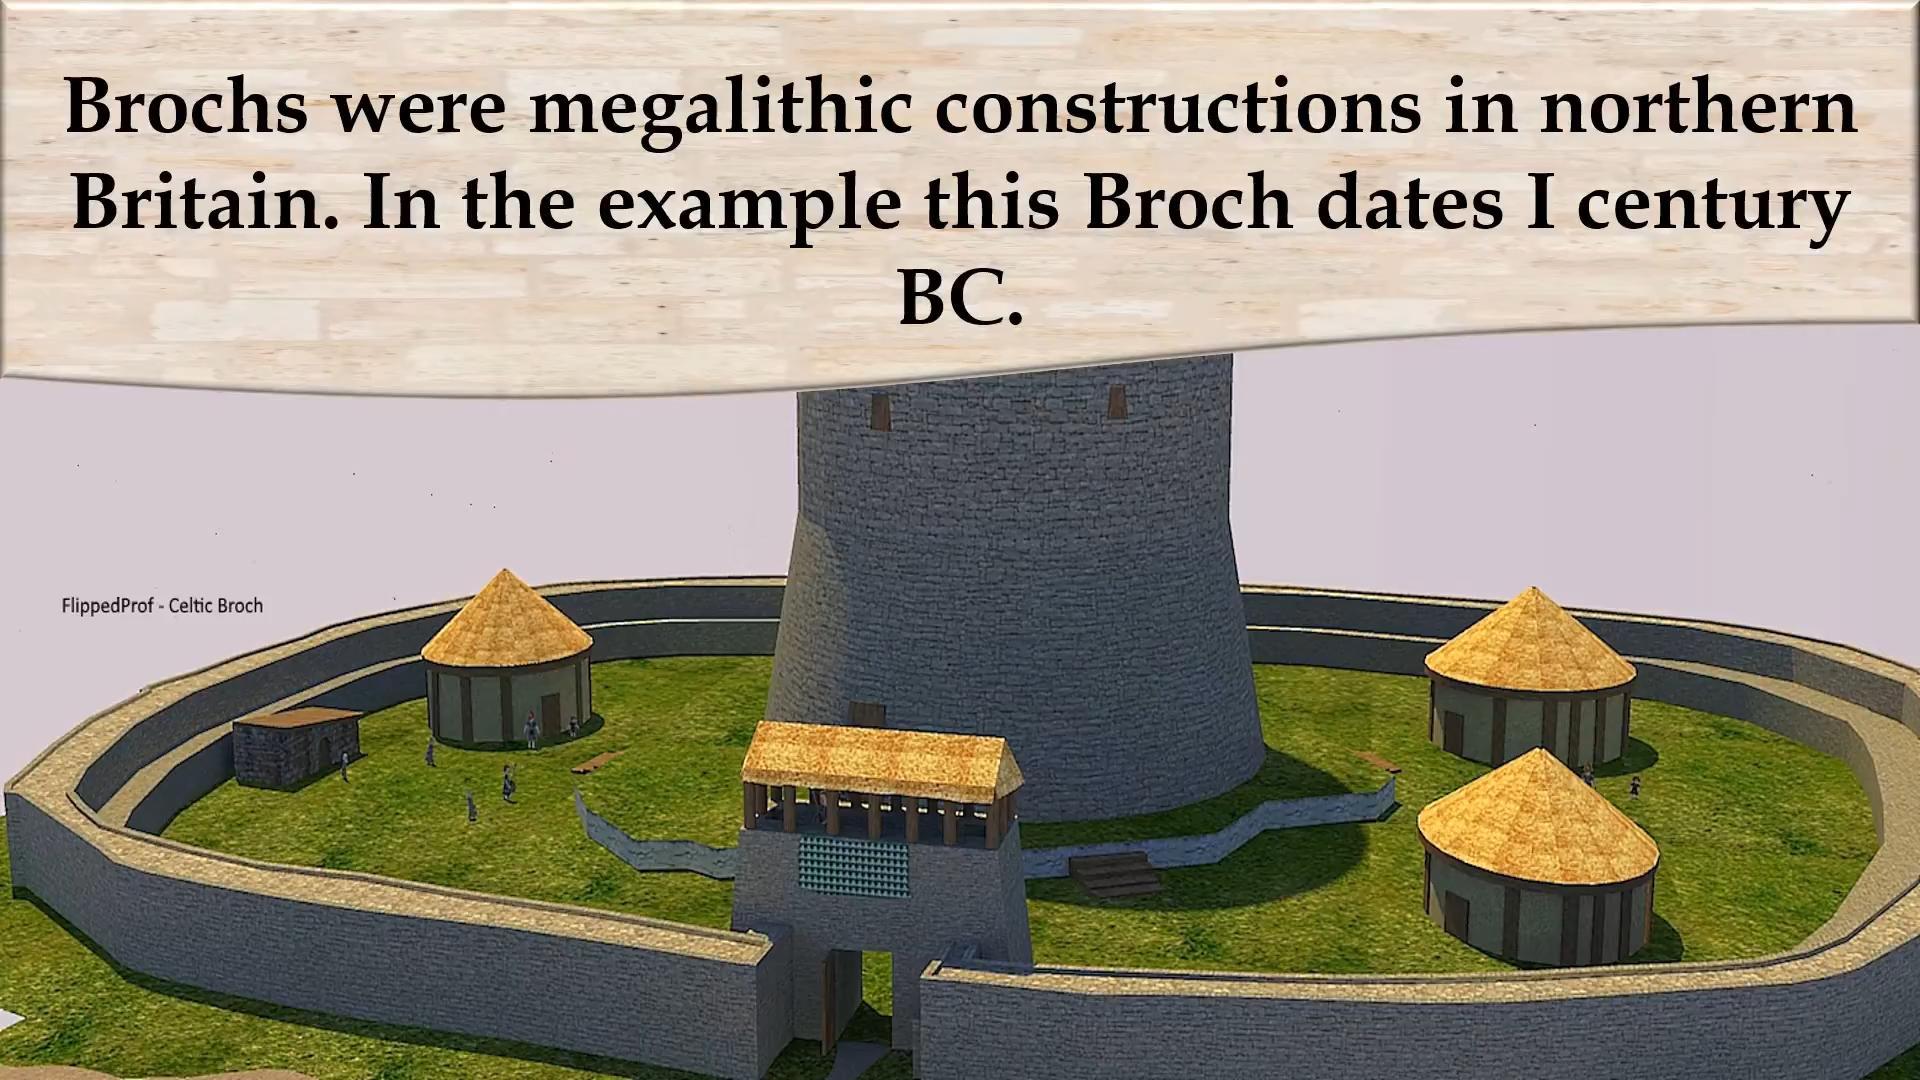 Brochs were megalithic constructions in northern
Britain. In the example this Broch dates I century
BC.
FlippedProf - Celtic Broch